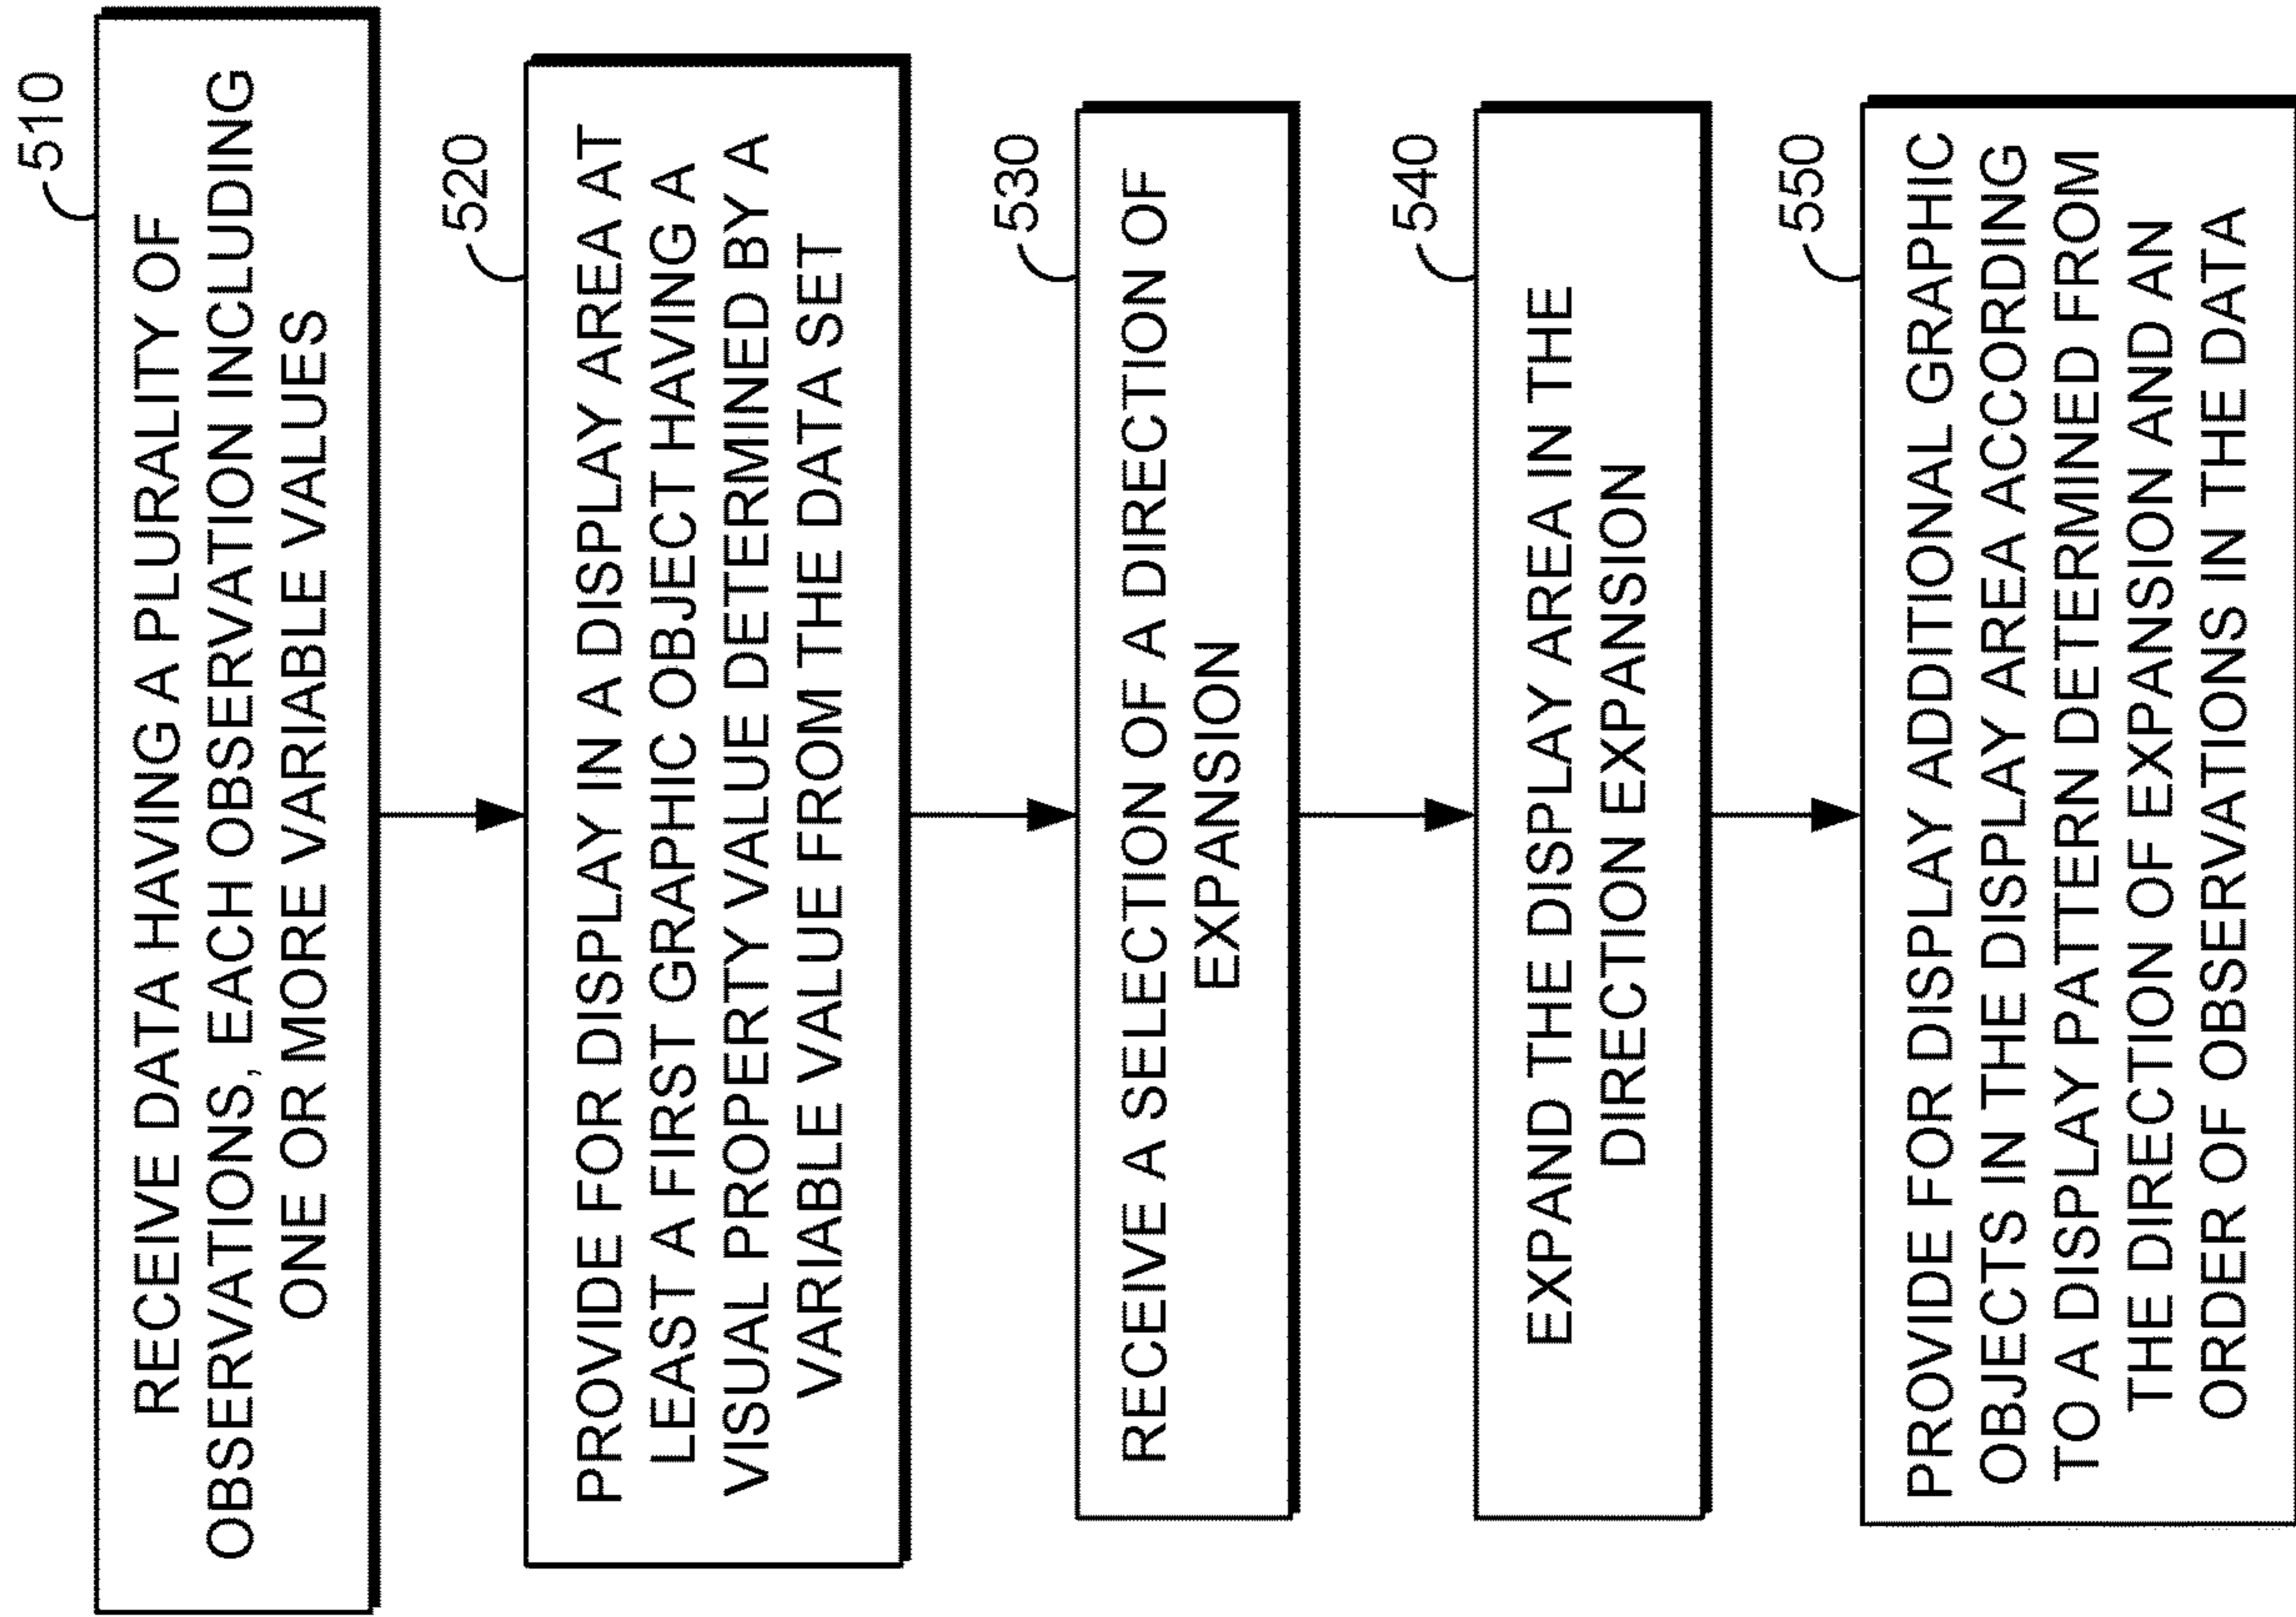 510
RECEIVE DATA HAVING A PLURALITY OF
OBSERVATIONS, EACH OBSERVATION INCLUDING
ONE OR MORE VARIABLE VALUES
520
PROVIDE FOR DISPLAY IN A DISPLAY AREA AT
LEAST A FIRST GRAPHIC OBJECT HAVING A
VISUAL PROPERTY VALUE DETERMINED BY A
VARIABLE VALUE FROM THE DATA SET
530
RECEIVE A SELECTION OF A DIRECTION OF
EXPANSION
540
EXPAND THE DISPLAY AREA IN THE
DIRECTION EXPANSION
550
PROVIDE FOR DISPLAY ADDITIONAL GRAPHIC
OBJECTS IN THE DISPLAY AREA ACCORDING
TO A DISPLAY PATTERN DETERMINED FROM
THE DIRECTION OF EXPANSION AND AN
ORDER OF OBSERVATIONS IN THE DATA